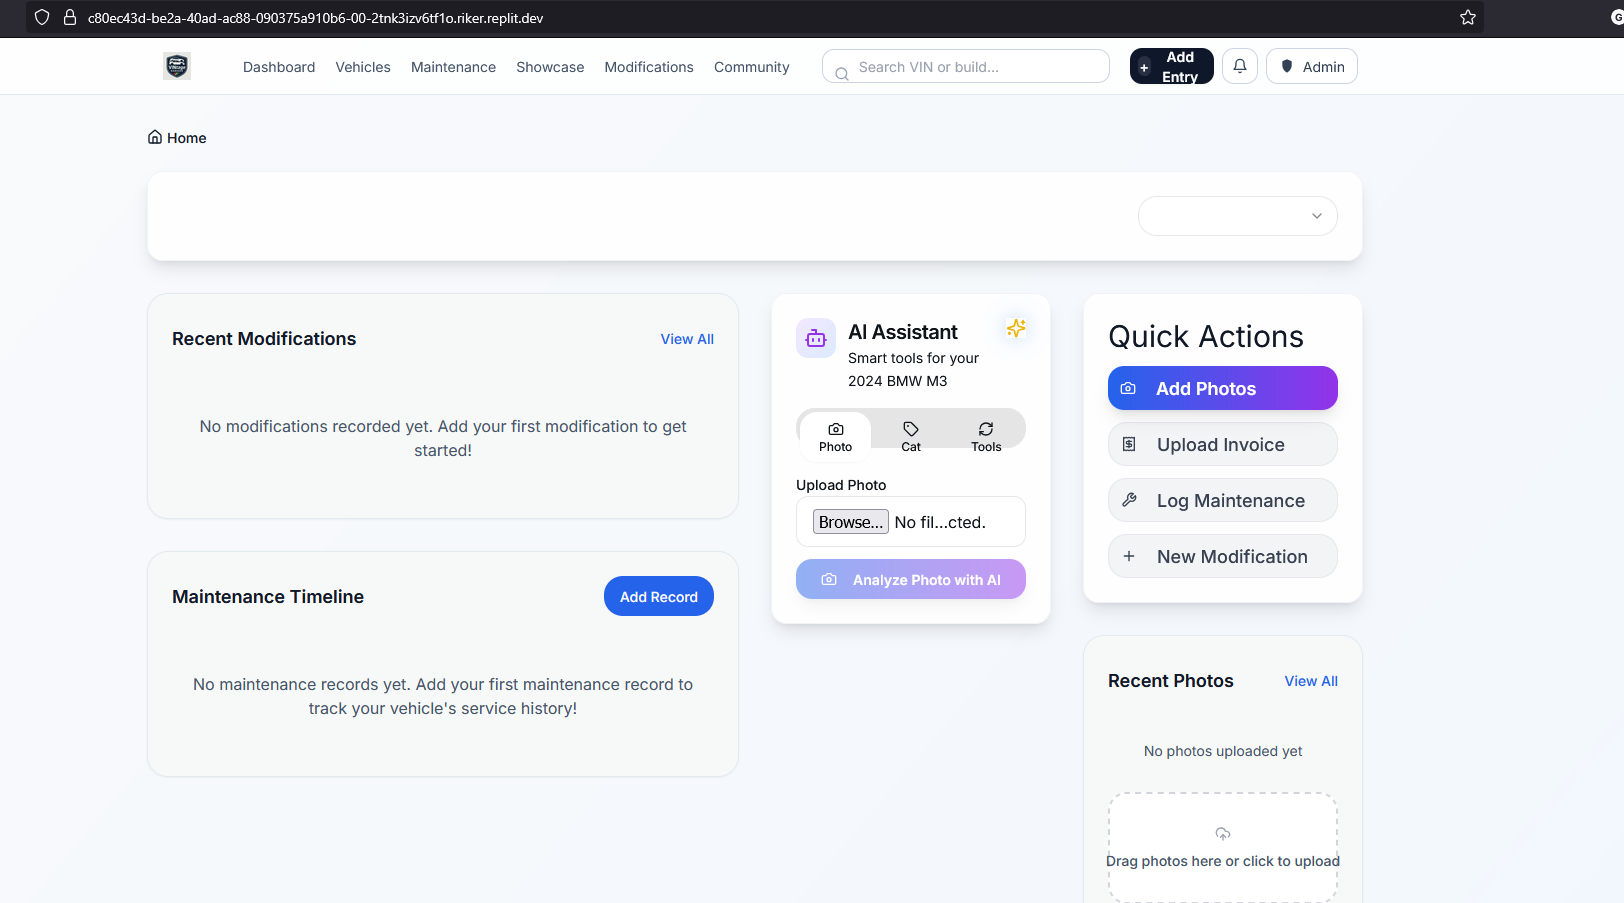 c80ec43d-be2a-40ad-ac88-090375a910b6-00-2tnk3izv6tf1o.riker.replit.dev
G
Dashboard
Vehicles
Maintenance
Showcase
Modifications
Community
Search VIN or build...
Add
Entry
Admin
Home
Recent Modifications
View All
No modifications recorded yet. Add your first modification to get
started!
Maintenance Timeline
Add Record
No maintenance records yet. Add your first maintenance record to
track your vehicle's service history!
AI Assistant
Smart tools for your
2024 BMW M3
Photo
Cat
Tools
Upload Photo
Browse... No fil...cted.
Analyze Photo with AI
Quick Actions
Add Photos
Upload Invoice
Log Maintenance
New Modification
Recent Photos
View All
No photos uploaded yet
Drag photos here or click to upload